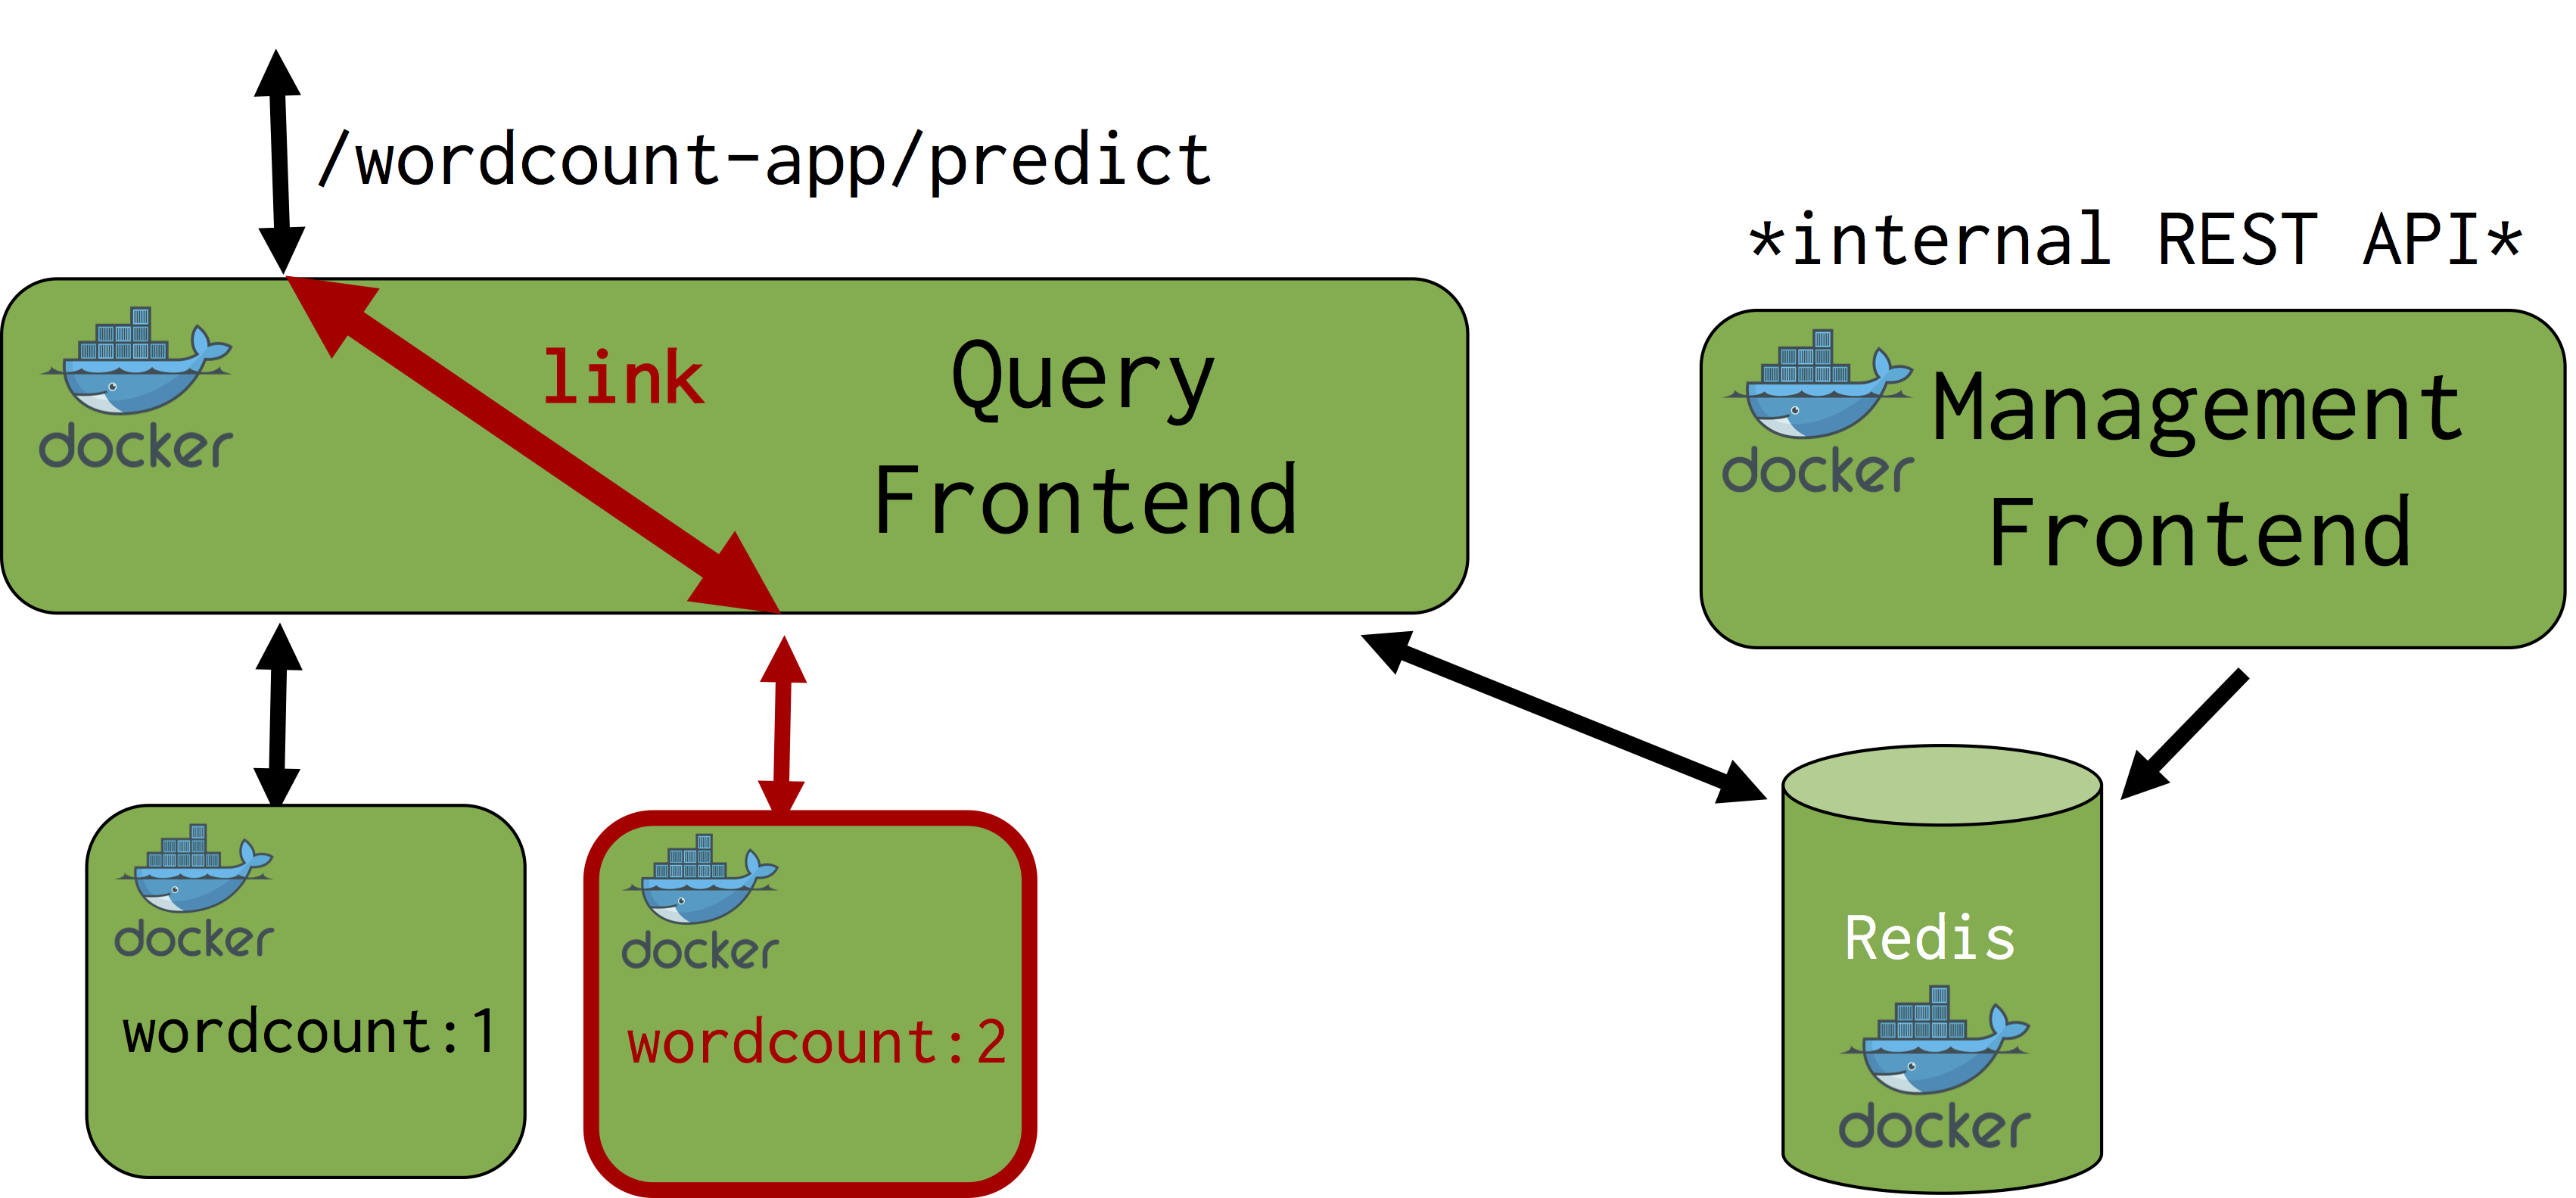 /wordcount-app/predict
*internal REST API*
docker
link
Query
Frontend
docker
Management
Frontend
docker
wordcount:1
docker
wordcount:2
Redis
docker